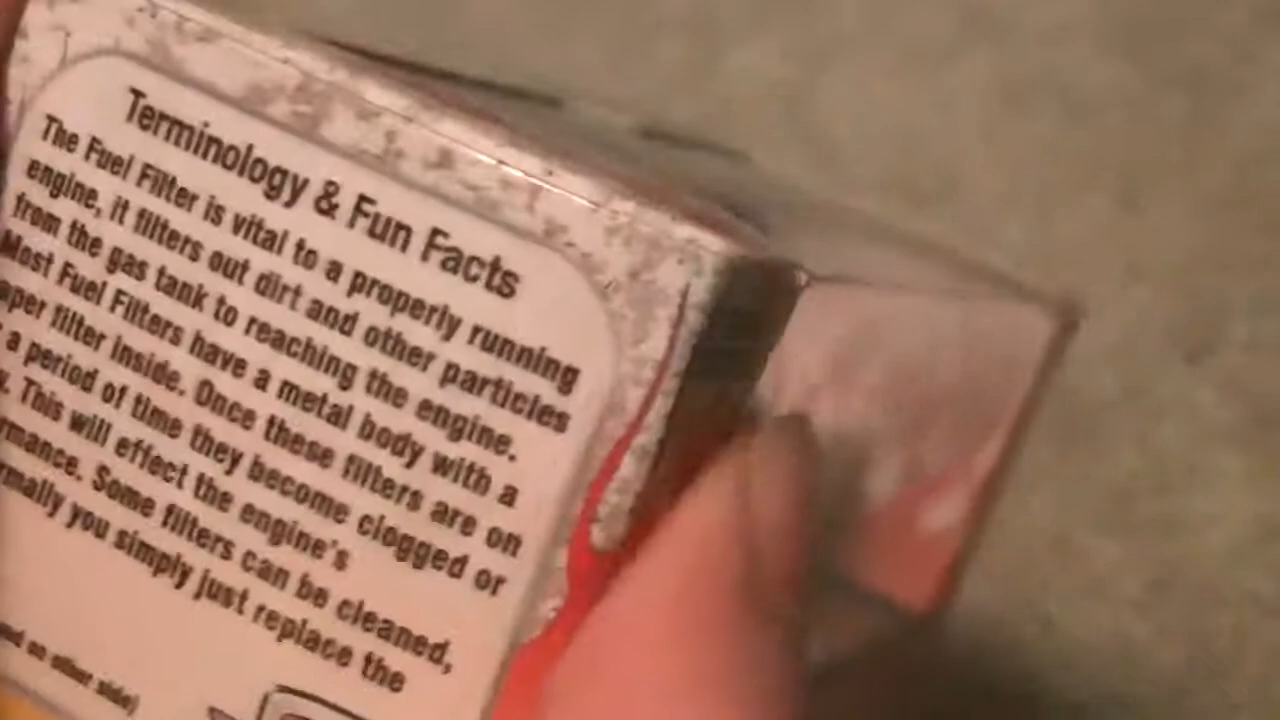 Terminology & Fun Facts
The Fuel Filter is vital to a properly running
engine, it filters out dirt and other particles
from the gas tank to reaching the engine.
Most Fuel Filters have a metal body with a
filter inside. Once these filters are on
a period of time they become clogged or
This will effect the engine's
Some filters can be cleaned,
you simply just replace the
on other side)